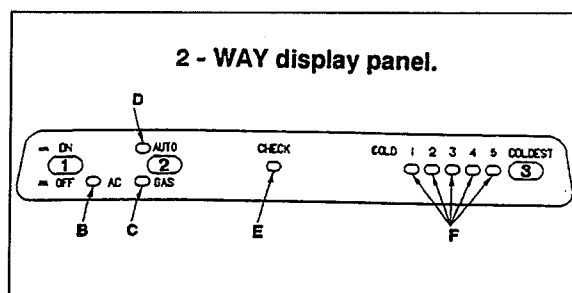 2 - WAY display panel.
D
ON AUTO CHECK COLD 1 2 3 4 5 COLDEST
1 2 3
OFF AC GAS
B C E F